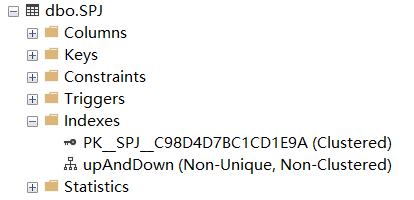 dbo.SPJ
Columns
Keys
Constraints
Triggers
Indexes
PK__SPJ__C98D4D7BC1CD1E9A (Clustered)
upAndDown (Non-Unique, Non-Clustered)
Statistics